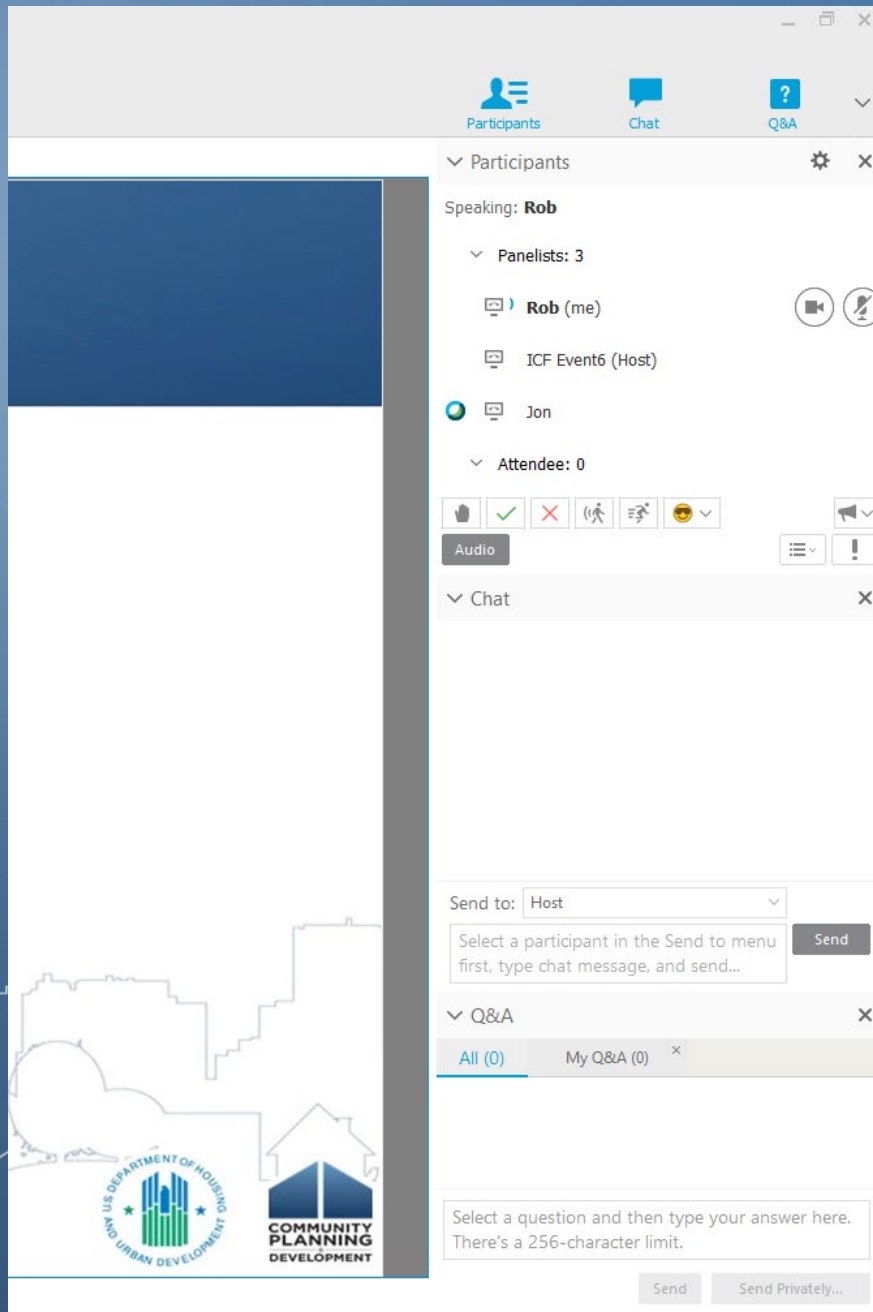 Participants
Chat
?
Q&A
Participants
Speaking: Rob
Panelists: 3
Rob (me)
ICF Event6 (Host)
Jon
Attendee: 0
Audio
!
Chat
Send to: Host
Select a participant in the Send to menu
first, type chat message, and send...
Send
Q&A
All (0) My Q&A (0)
U.S. DEPARTMENT OF HOUSING
AND URBAN DEVELOPMENT
COMMUNITY
PLANNING
DEVELOPMENT
Select a question and then type your answer here.
There's a 256-character limit.
Send Send Privately...